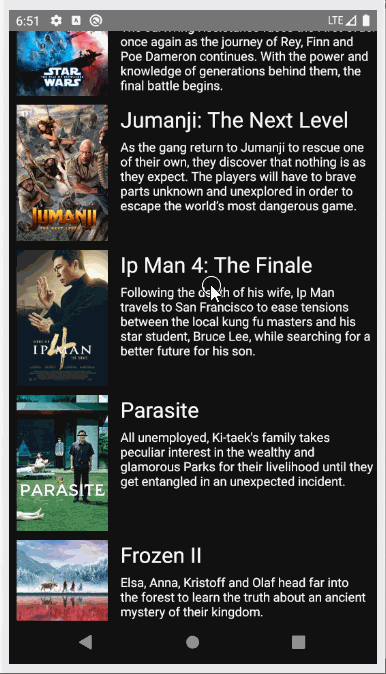 6:51
LTE
once again as the journey of Rey, Finn and
Poe Dameron continues. With the power and
knowledge of generations behind them, the
final battle begins.
STAR
WARS
Jumanji: The Next Level
As the gang return to Jumanji to rescue one
of their own, they discover that nothing is as
they expect. The players will have to brave
parts unknown and unexplored in order to
escape the world's most dangerous game.
JUMANJI
THE NEXT LEVEL
Ip Man 4: The Finale
Following the death of his wife, Ip Man
travels to San Francisco to ease tensions
between the local kung fu masters and his
star student, Bruce Lee, while searching for a
better future for his son.
IP MAN
4
Parasite
All unemployed, Ki-taek's family takes
peculiar interest in the wealthy and
glamorous Parks for their livelihood until they
get entangled in an unexpected incident.
PARASITE
Frozen II
Elsa, Anna, Kristoff and Olaf head far into
the forest to learn the truth about an ancient
mystery of their kingdom.